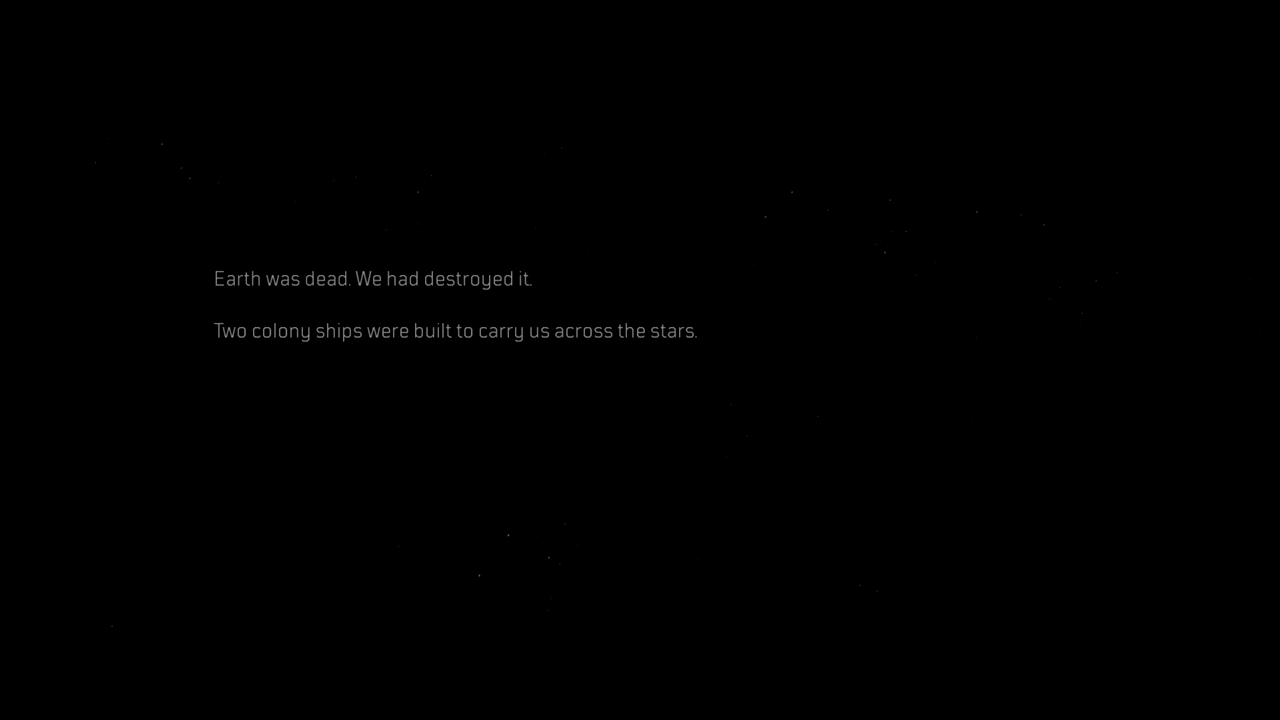 Earth was dead. We had destroyed it.
Two colony ships were built to carry us across the stars.